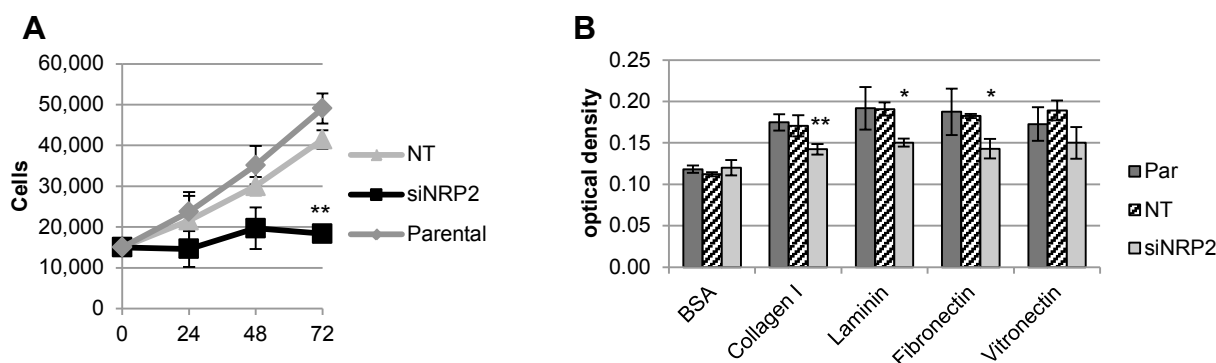 A
60,000
50,000
40,000
30,000
20,000
10,000
0
Cells
0 24 48 72
**
NT
siNRP2
Parental
B
0.25
0.20
0.15
0.10
0.05
0.00
optical density
** * *
BSA Collagen I Laminin Fibronectin Vitronectin
Par
NT
siNRP2